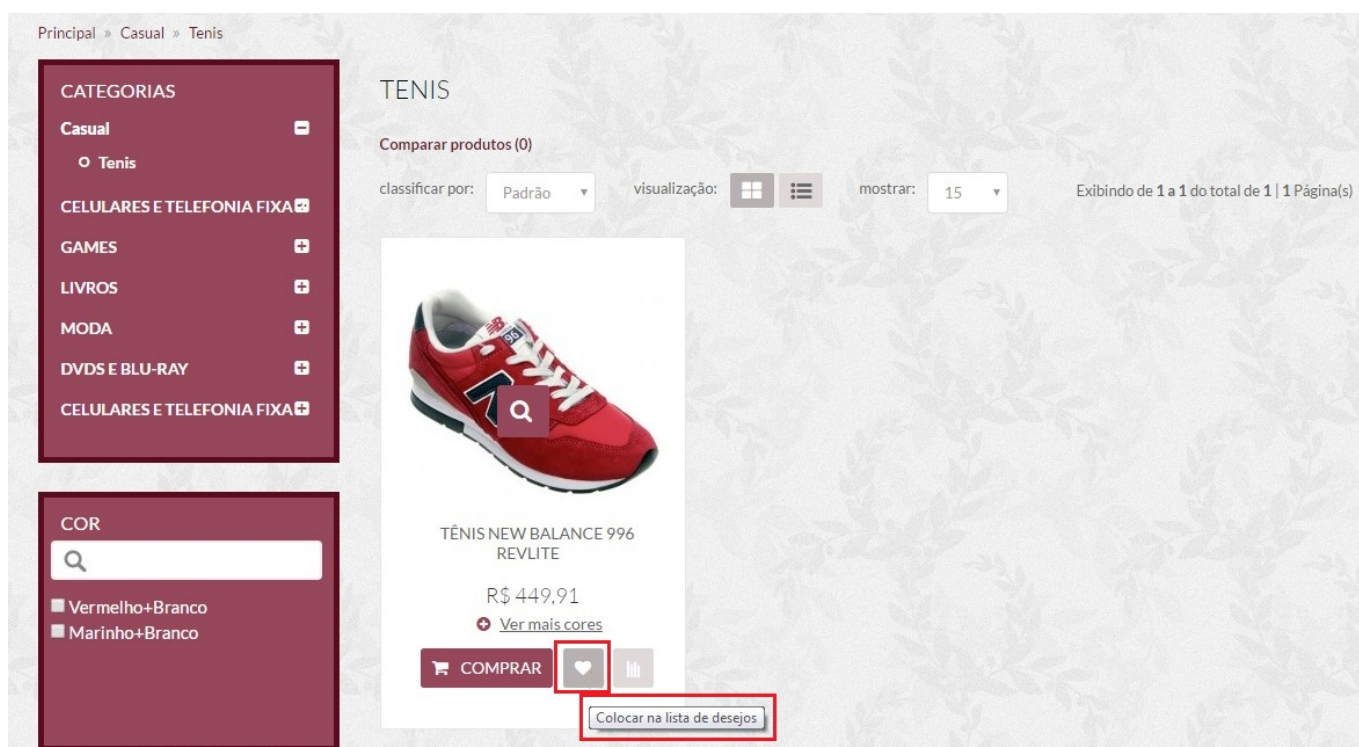 Principal » Casual » Tenis
CATEGORIAS
Casual
Tenis
CELULARES E TELEFONIA FIXA
GAMES
LIVROS
MODA
DVDS E BLU-RAY
CELULARES E TELEFONIA FIXA
COR
Vermelho+Branco
Marinho+Branco
TENIS
Comparar produtos (0)
classificar por: Padrão visualização: mostrar: 15 Exibindo de 1 a 1 do total de 1 | 1 Página(s)
NB
996
N
TÊNIS NEW BALANCE 996
REVLITE
R$ 449,91
Ver mais cores
COMPRAR
Colocar na lista de desejos